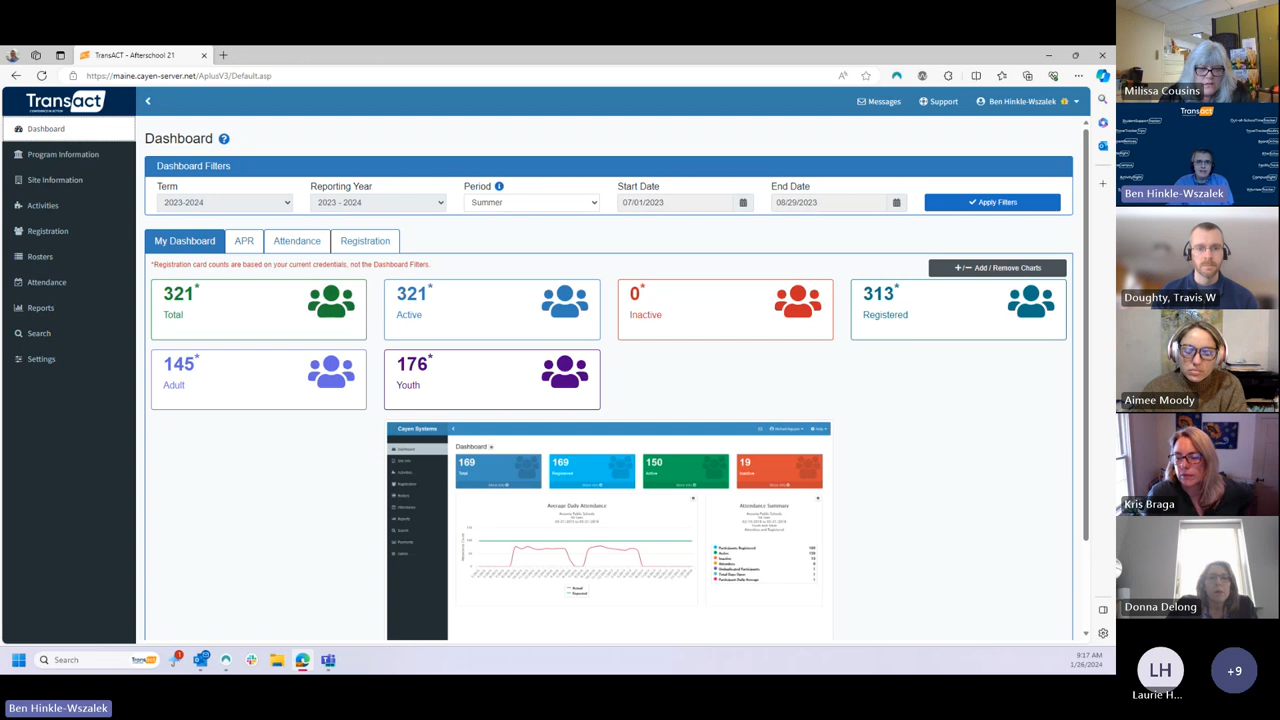 TransACT - Afterschool 21
https://maine.cayen-server.net/AplusV3/Default.asp
Transact
Messages
Support
Ben Hinkle-Wszalek
Dashboard
Program Information
Site Information
Activities
Registration
Rosters
Attendance
Reports
Search
Settings
Dashboard
Dashboard Filters
Term
Reporting Year
Period
Start Date
End Date
2023-2024
2023 - 2024
Summer
07/01/2023
08/29/2023
Apply Filters
My Dashboard
APR
Attendance
Registration
*Registration card counts are based on your current credentials, not the Dashboard Filters.
+/− Add / Remove Charts
321*
Total
321*
Active
0*
Inactive
313*
Registered
145*
Adult
176*
Youth
Cayen Systems
Dashboard
169
Total
169
Registered
150
Active
19
Inactive
Average Daily Attendance
Attendance Summary
Search
Transact
9:17 AM
1/26/2024
Milissa Cousins
Transact
Ben Hinkle-Wszalek
Doughty, Travis W
Aimee Moody
Kris Braga
Donna Delong
LH
Laurie H...
+9
Ben Hinkle-Wszalek